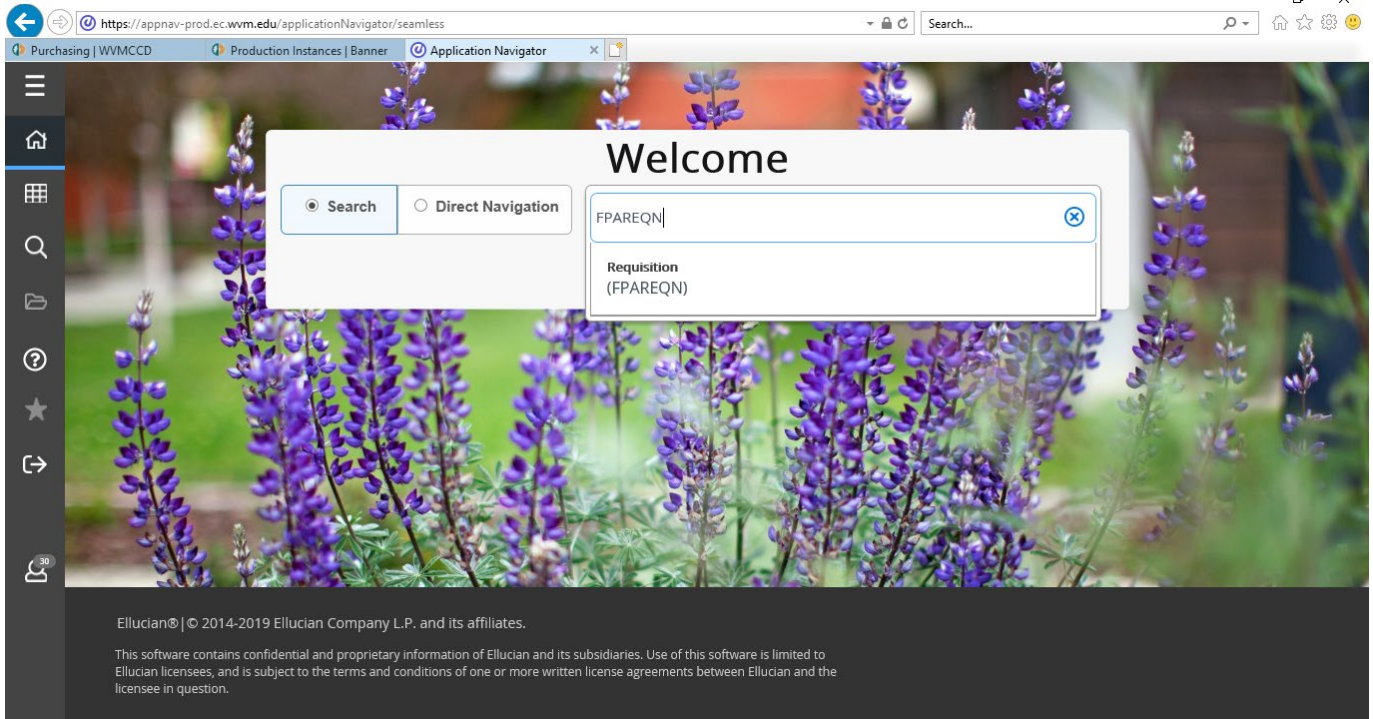 https://appnav-prod.ec.wvm.edu/applicationNavigator/seamless
Search...
Purchasing | WVMCCD
Production Instances | Banner
Application Navigator
Welcome
Search
Direct Navigation
FPAREQN
Requisition
(FPAREQN)
30
Ellucian®|© 2014-2019 Ellucian Company L.P. and its affiliates.
This software contains confidential and proprietary information of Ellucian and its subsidiaries. Use of this software is limited to
Ellucian licensees, and is subject to the terms and conditions of one or more written license agreements between Ellucian and the
licensee in question.